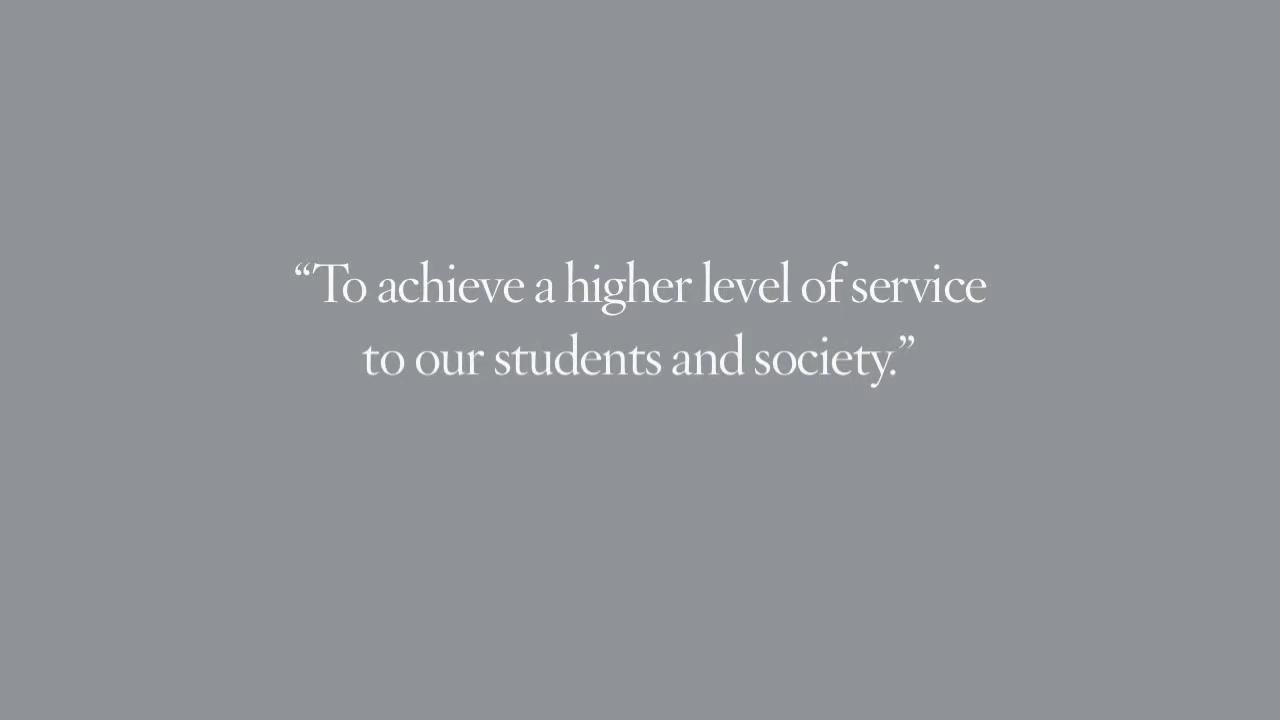 “To achieve a higher level of service
to our students and society.”